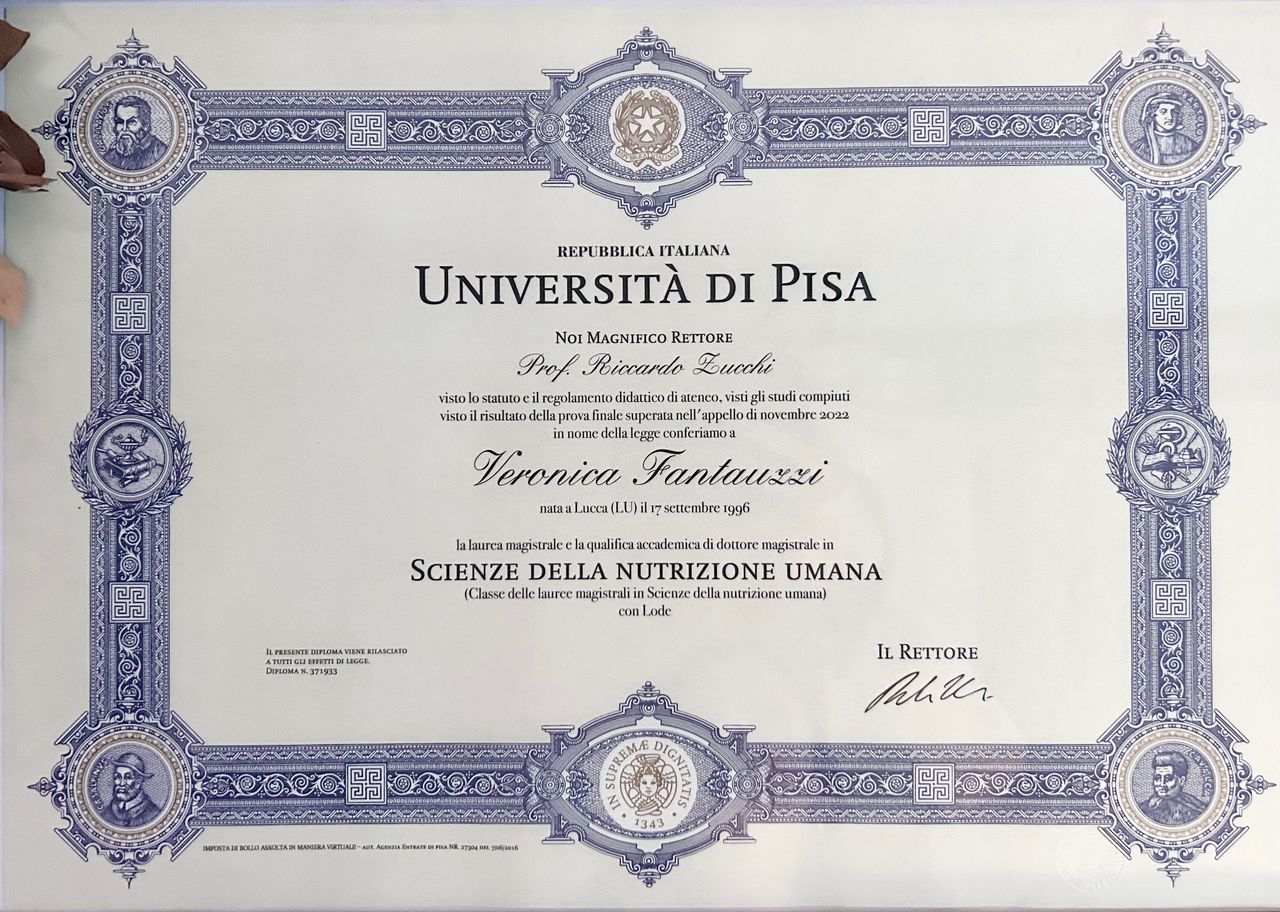 REPUBBLICA ITALIANA
UNIVERSITÀ DI PISA
NOI MAGNIFICO RETTORE
Prof. Riccardo Zucchi
visto lo statuto e il regolamento didattico di ateneo, visti gli studi compiuti
visto il risultato della prova finale superata nell'appello di novembre 2022
in nome della legge conferiamo a
Veronica Fantauzzi
nata a Lucca (LU) il 17 settembre 1996
la laurea magistrale e la qualifica accademica di dottore magistrale in
SCIENZE DELLA NUTRIZIONE UMANA
(Classe delle lauree magistrali in Scienze della nutrizione umana)
con Lode
IL PRESENTE DIPLOMA VIENE RILASCIATO
A TUTTI GLI EFFETTI DI LEGGE.
DIPLOMA N. 371933
IL RETTORE
IN SUPREMÆ DIGNITATIS
· 1343 ·
IMPOSTA DI BOLLO ASSOLTA IN MANIERA VIRTUALE – AUT. AGENZIA ENTRATE DI PISA NR. 27304 DEL 7/06/2016